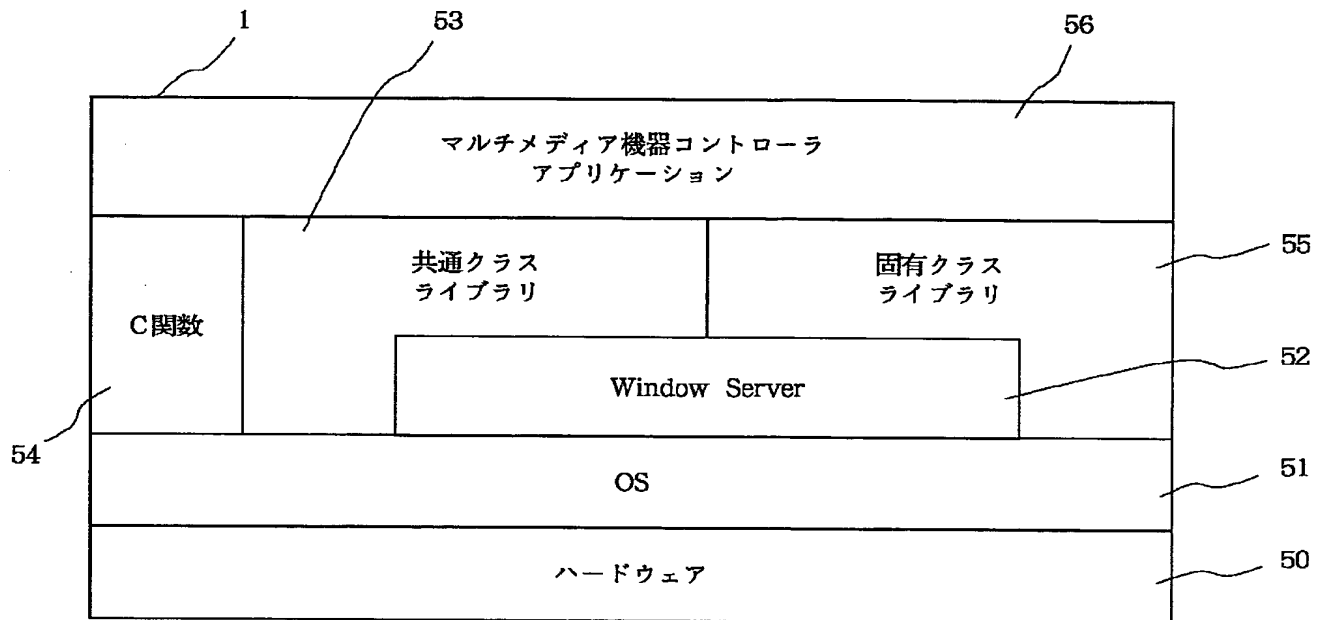 1
53
56
マルチメディア機器コントローラ
アプリケーション
共通クラス
ライブラリ
固有クラス
ライブラリ
55
C関数
Window Server
52
54
OS
51
ハードウェア
50